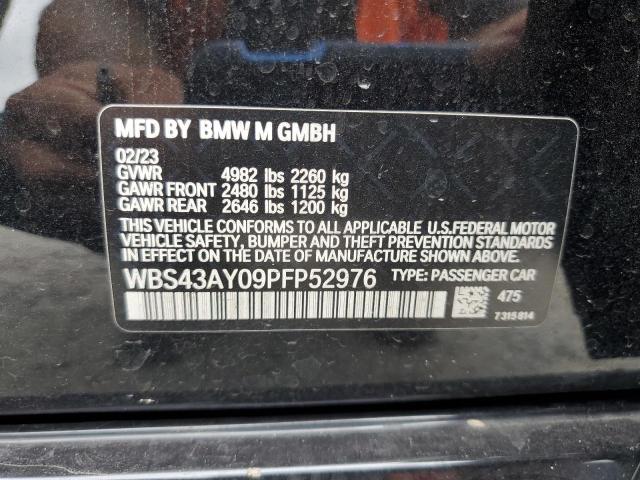 MFD BY BMW M GMBH
02/23
GVWR 4982 lbs 2260 kg
GAWR FRONT 2480 lbs 1125 kg
GAWR REAR 2646 lbs 1200 kg
THIS VEHICLE CONFORMS TO ALL APPLICABLE U.S.FEDERAL MOTOR
VEHICLE SAFETY, BUMPER, AND THEFT PREVENTION STANDARDS
IN EFFECT ON THE DATE OF MANUFACTURE SHOWN ABOVE.
WBS43AY09PFP52976 TYPE: PASSENGER CAR
475
7315814